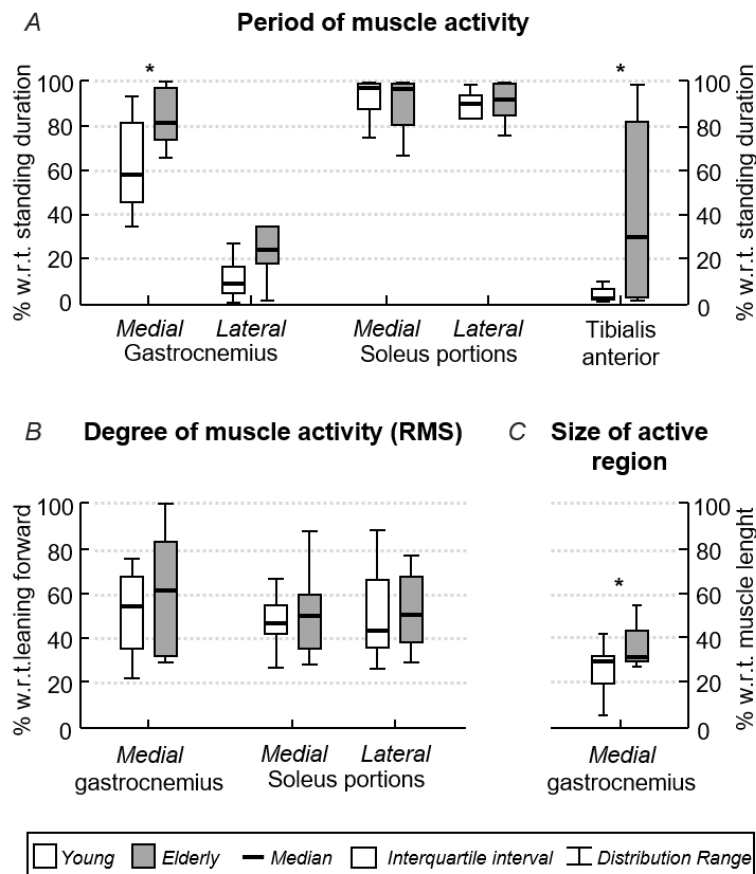 A Period of muscle activity
% w.r.t. standing duration
100
80
60
40
20
0
*
*
100
80
60
40
20
0
% w.r.t. standing duration
Medial Lateral
Gastrocnemius
Medial Lateral
Soleus portions
Tibialis
anterior
B Degree of muscle activity (RMS)
% w.r.t.leaning forward
100
80
60
40
20
0
Medial
gastrocnemius
Medial Lateral
Soleus portions
C Size of active
region
*
100
80
60
40
20
0
% w.r.t. muscle lenght
Medial
gastrocnemius
Young Elderly Median Interquartile interval Distribution Range